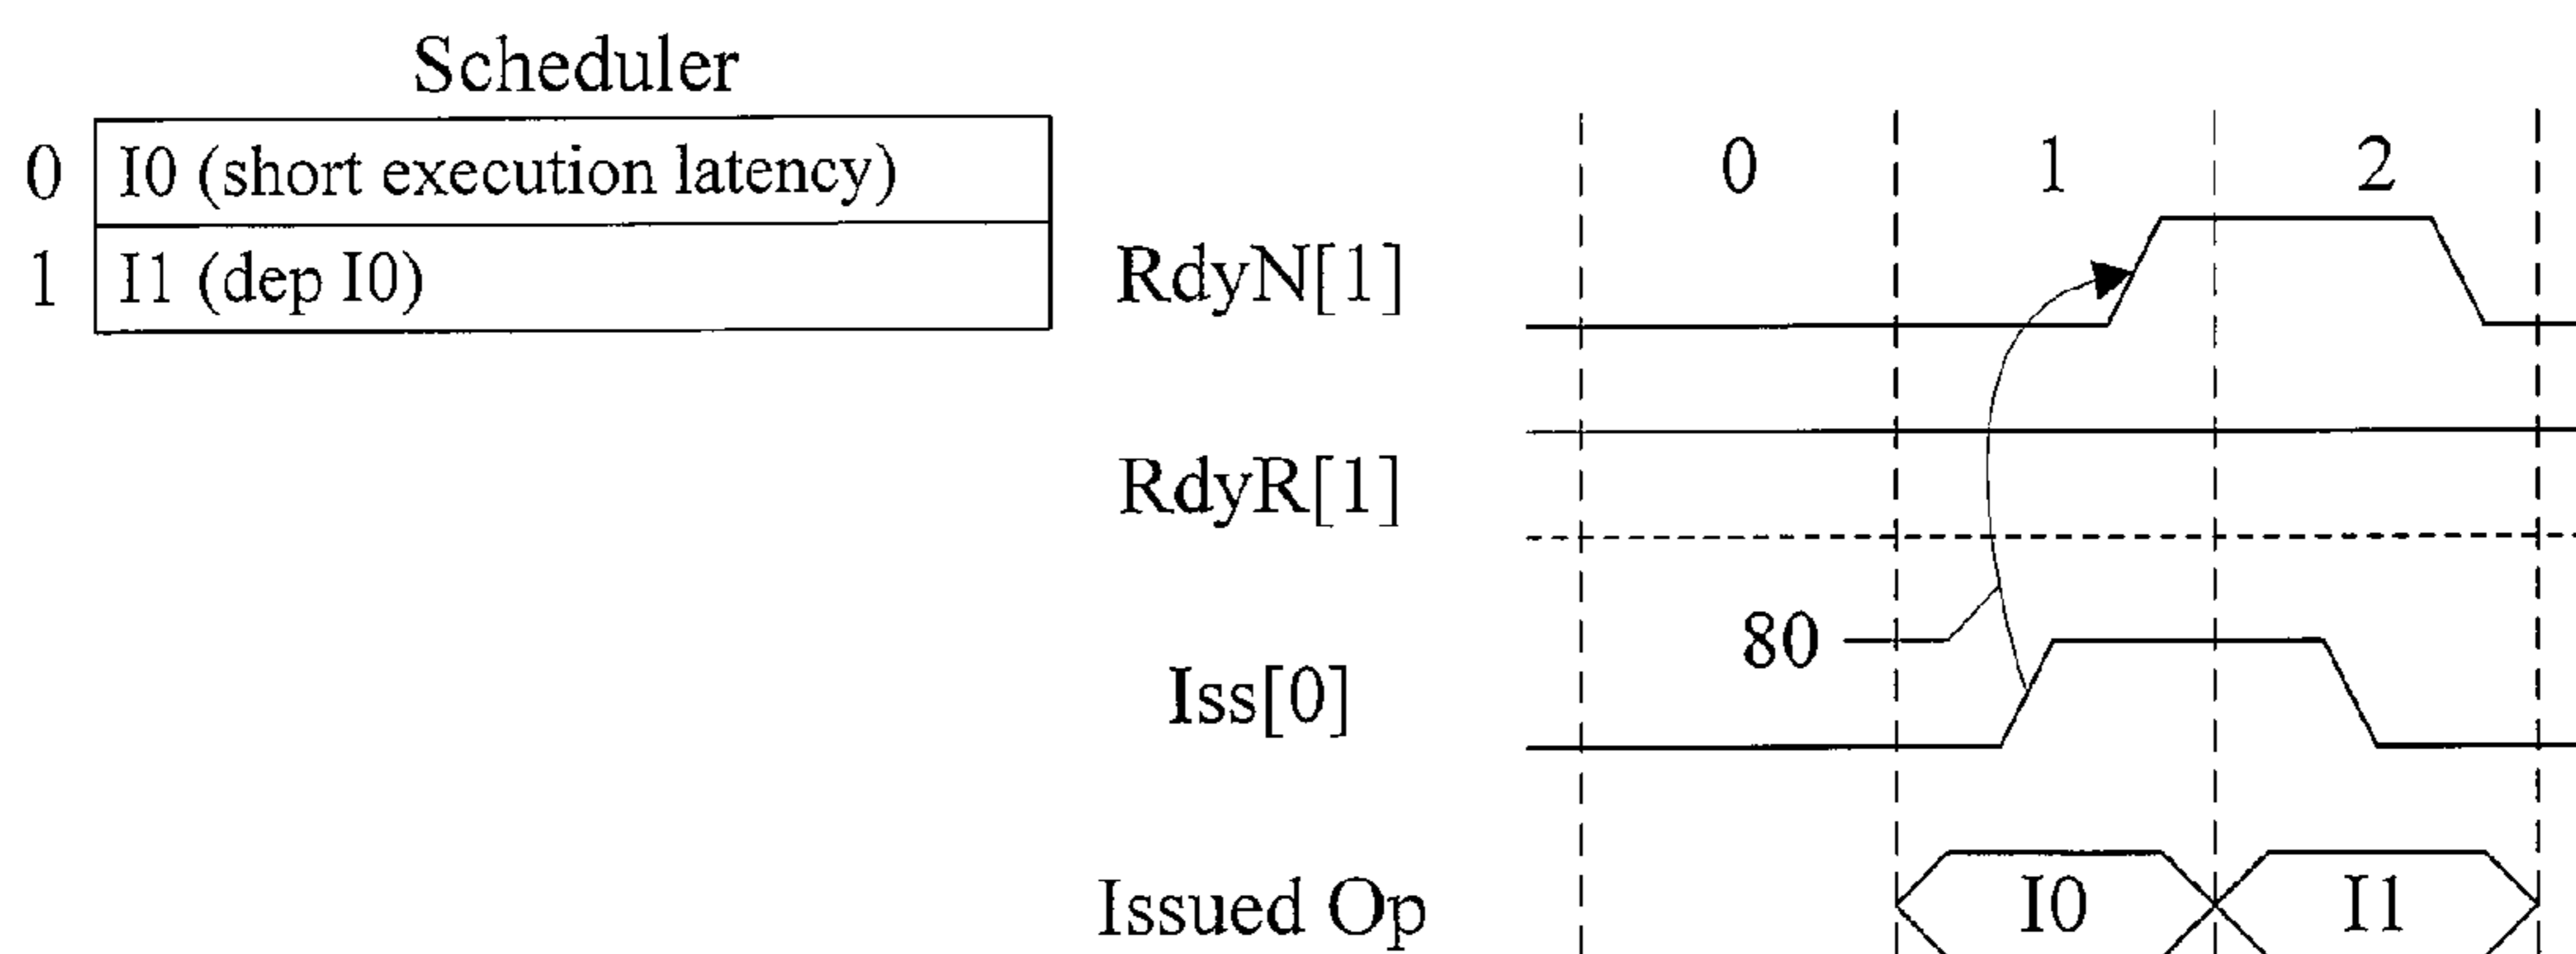 Scheduler
0 I0 (short execution latency)
1 I1 (dep I0)
0 1 2
RdyN[1]
RdyR[1]
80
Iss[0]
Issued Op I0 I1